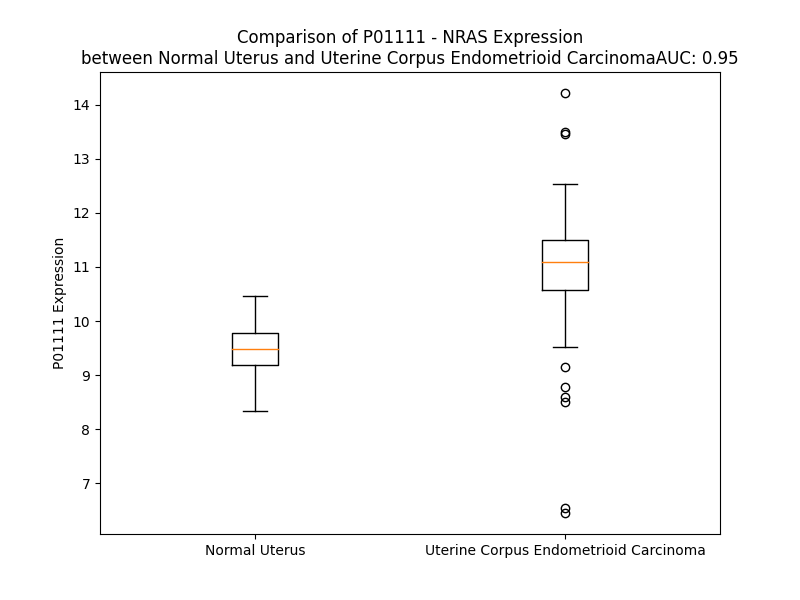 Comparison of P01111 - NRAS Expression
between Normal Uterus and Uterine Corpus Endometrioid CarcinomaAUC: 0.95
14
13
12
11
10
9
8
7
P01111 Expression
Normal Uterus
Uterine Corpus Endometrioid Carcinoma